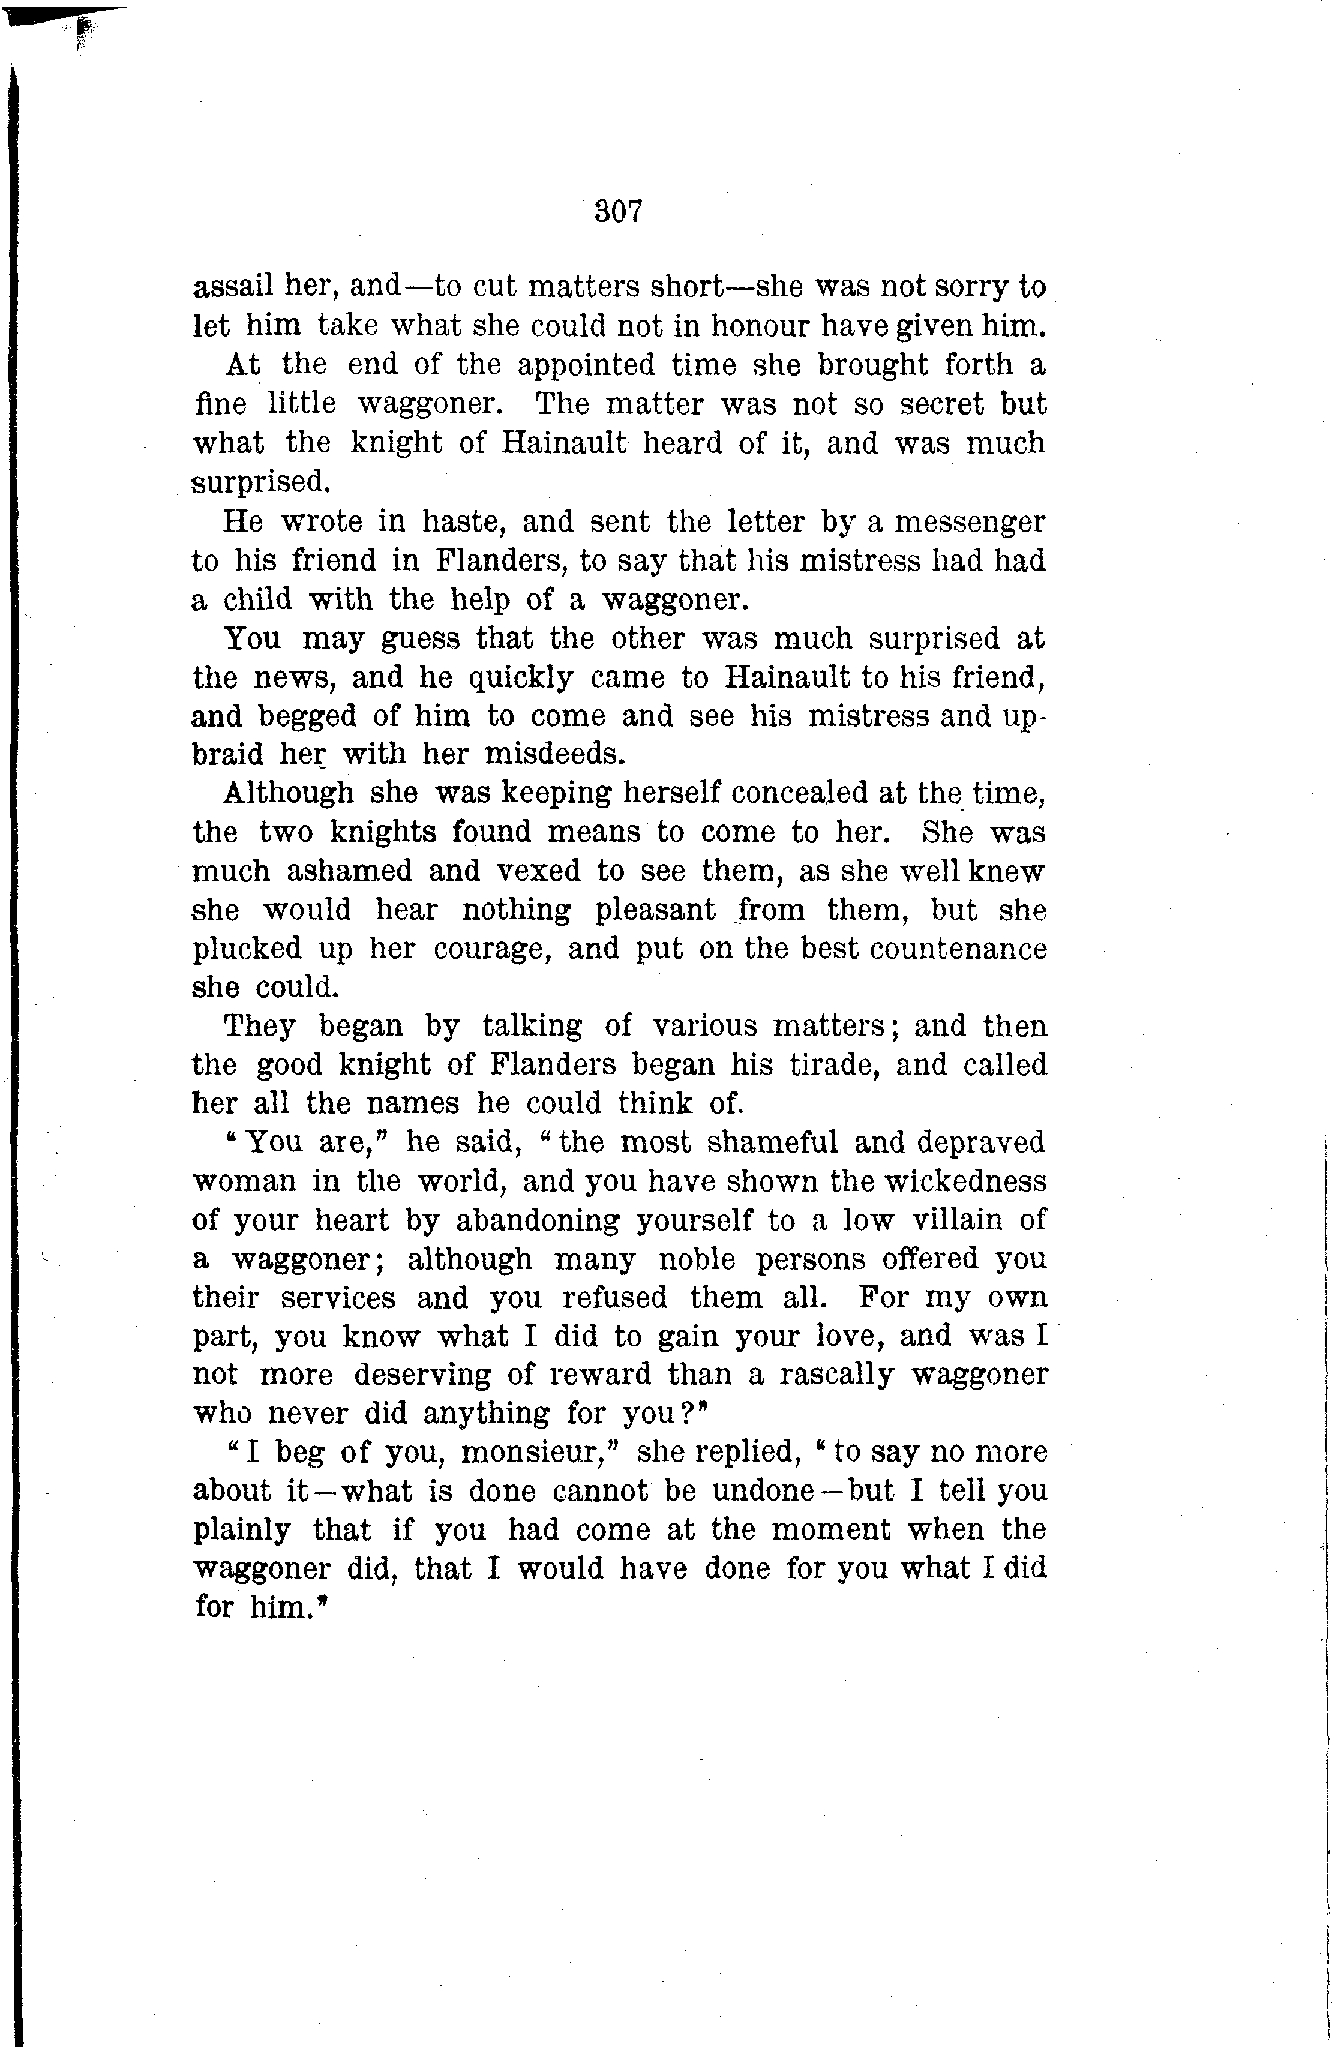 307
assail her, and—to cut matters short—she was not sorry to
let him take what she could not in honour have given him.
At the end of the appointed time she brought forth a
fine little waggoner. The matter was not so secret but
what the knight of Hainault heard of it, and was much
surprised.
He wrote in haste, and sent the letter by a messenger
to his friend in Flanders, to say that his mistress had had
a child with the help of a waggoner.
You may guess that the other was much surprised at
the news, and he quickly came to Hainault to his friend,
and begged of him to come and see his mistress and up-
braid her with her misdeeds.
Although she was keeping herself concealed at the time,
the two knights found means to come to her. She was
much ashamed and vexed to see them, as she well knew
she would hear nothing pleasant from them, but she
plucked up her courage, and put on the best countenance
she could.
They began by talking of various matters; and then
the good knight of Flanders began his tirade, and called
her all the names he could think of.
“You are,” he said, “the most shameful and depraved
woman in the world, and you have shown the wickedness
of your heart by abandoning yourself to a low villain of
a waggoner; although many noble persons offered you
their services and you refused them all. For my own
part, you know what I did to gain your love, and was I
not more deserving of reward than a rascally waggoner
who never did anything for you?”
“I beg of you, monsieur,” she replied, “to say no more
about it—what is done cannot be undone—but I tell you
plainly that if you had come at the moment when the
waggoner did, that I would have done for you what I did
for him.”